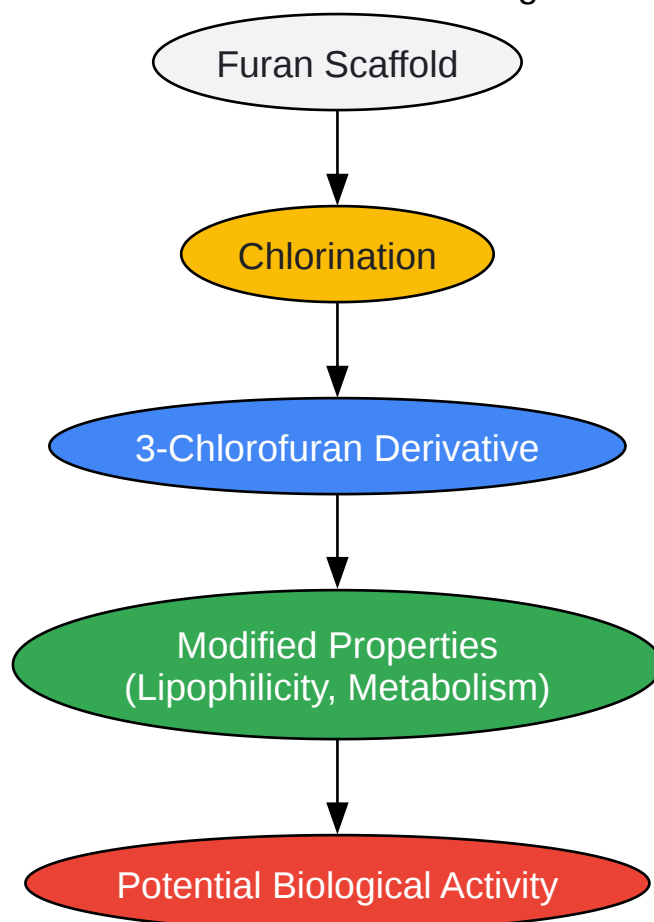 Furan Scaffold
Chlorination
3-Chlorofuran Derivative
Modified Properties
(Lipophilicity, Metabolism)
Potential Biological Activity